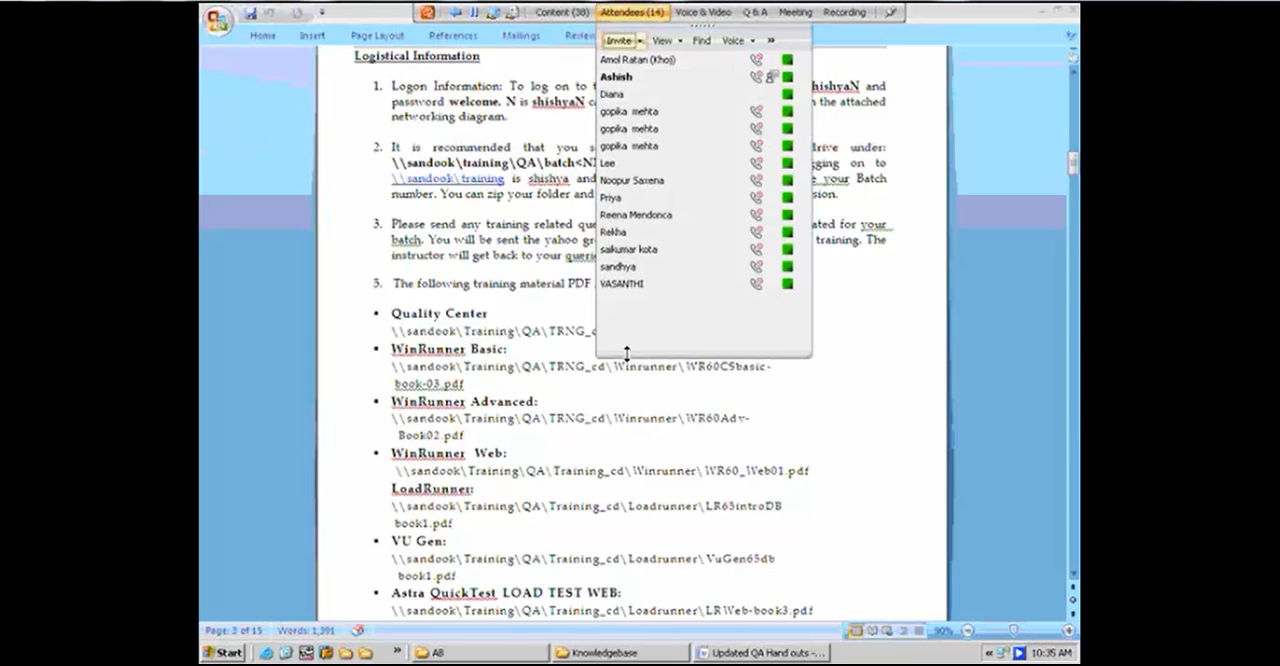 Content (38) Attendees (14) Voice & Video Q & A Meeting Recording
Home Insert Page Layout References Mailings
Invite View Find Voice »
Amol Ratan (Khoj)
Ashish
Diana
gopika mehta
gopika mehta
gopika mehta
Lee
Noopur Saxena
Priya
Reena Mendonca
Rekha
saikumar kota
sandhya
VASANTHI
Logistical Information
1. Logon Information: To log on to and
password welcome. N is shishyaN the attached
networking diagram.
2. It is recommended that you drive under:
\\sandook\training\QA\batch on to
\\sandook\training is shishya and your Batch
number. You can zip your folder and
3. Please send any training related for your
batch. You will be sent the yahoo training. The
instructor will get back to your
5. The following training material PDF
• Quality Center
\\sandook\Training\QA\TRNG_c
• WinRunner Basic:
\\sandook\Training\QA\TRNG_cd\Winrunner\WR60CSbasic-
book-03.pdf
• WinRunner Advanced:
\\sandook\Training\QA\TRNG_cd\Winrunner\WR60Adv-
Book02.pdf
• WinRunner Web:
\\sandook\Training\QA\Training_cd\Winrunner\WR60_Web01.pdf
LoadRunner:
\\sandook\Training\QA\Training_cd\Loadrunner\LR65introDB
book1.pdf
• VU Gen:
\\sandook\Training\QA\Training_cd\Loadrunner\VuGen65db
book1.pdf
• Astra QuickTest LOAD TEST WEB:
\\sandook\Training\QA\Training_cd\Loadrunner\LRWeb-book3.pdf
Page: 3 of 15 Words: 1,391 90%
Start » AB Knowledgebase Updated QA Hand outs -... « 10:35 AM